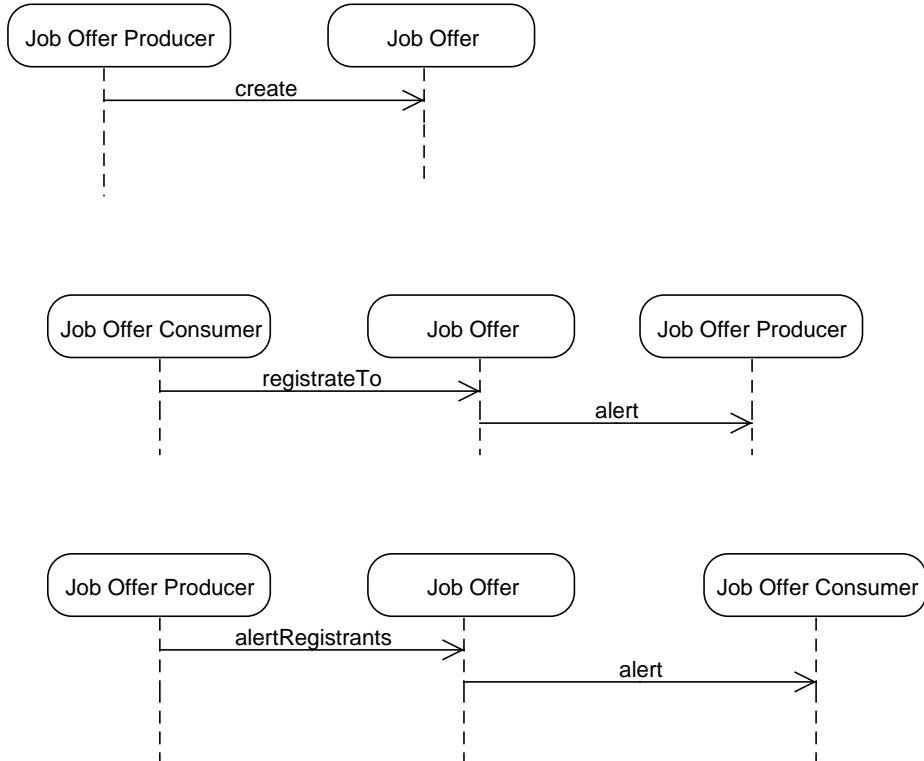 Job Offer Producer
Job Offer
create
Job Offer Consumer
Job Offer
Job Offer Producer
registrateTo
alert
Job Offer Producer
Job Offer
Job Offer Consumer
alertRegistrants
alert